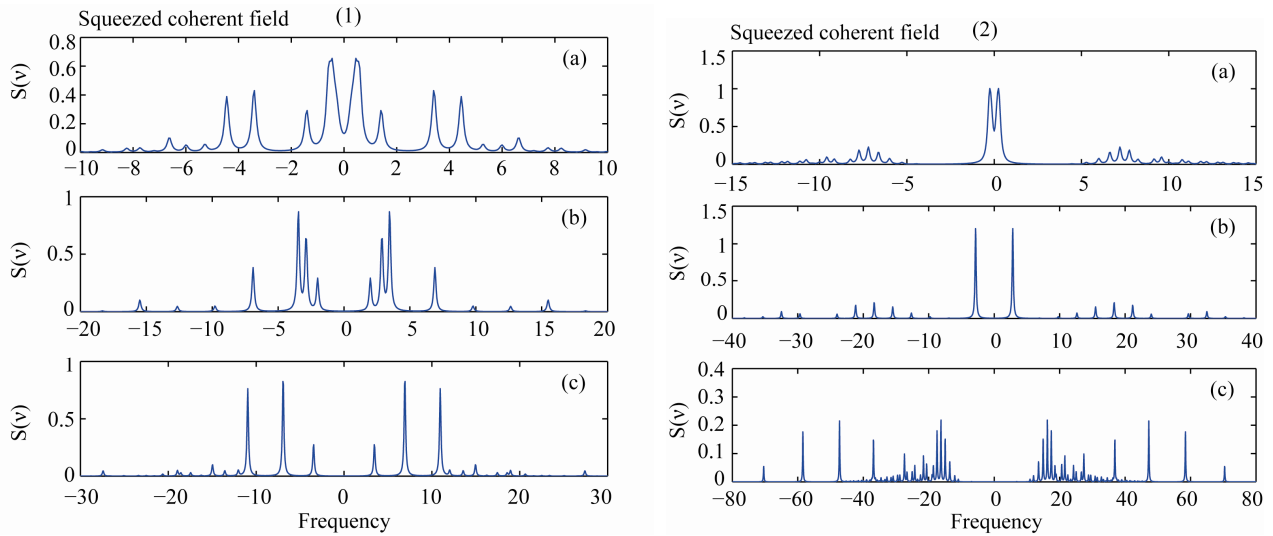 Squeezed coherent field (1)
(a)
S(ν)
0.8
0.6
0.4
0.2
0
−10 −8 −6 −4 −2 0 2 4 6 8 10
(b)
S(ν)
1
0.5
0
−20 −15 −10 −5 0 5 10 15 20
(c)
S(ν)
1
0.5
0
−30 −20 −10 0 10 20 30
Frequency
Squeezed coherent field (2)
(a)
S(ν)
1.5
1
0.5
0
−15 −10 −5 0 5 10 15
(b)
S(ν)
1.5
1
0.5
0
−40 −30 −20 −10 0 10 20 30 40
(c)
S(ν)
0.4
0.3
0.2
0.1
0
−80 −60 −40 −20 0 20 40 60 80
Frequency